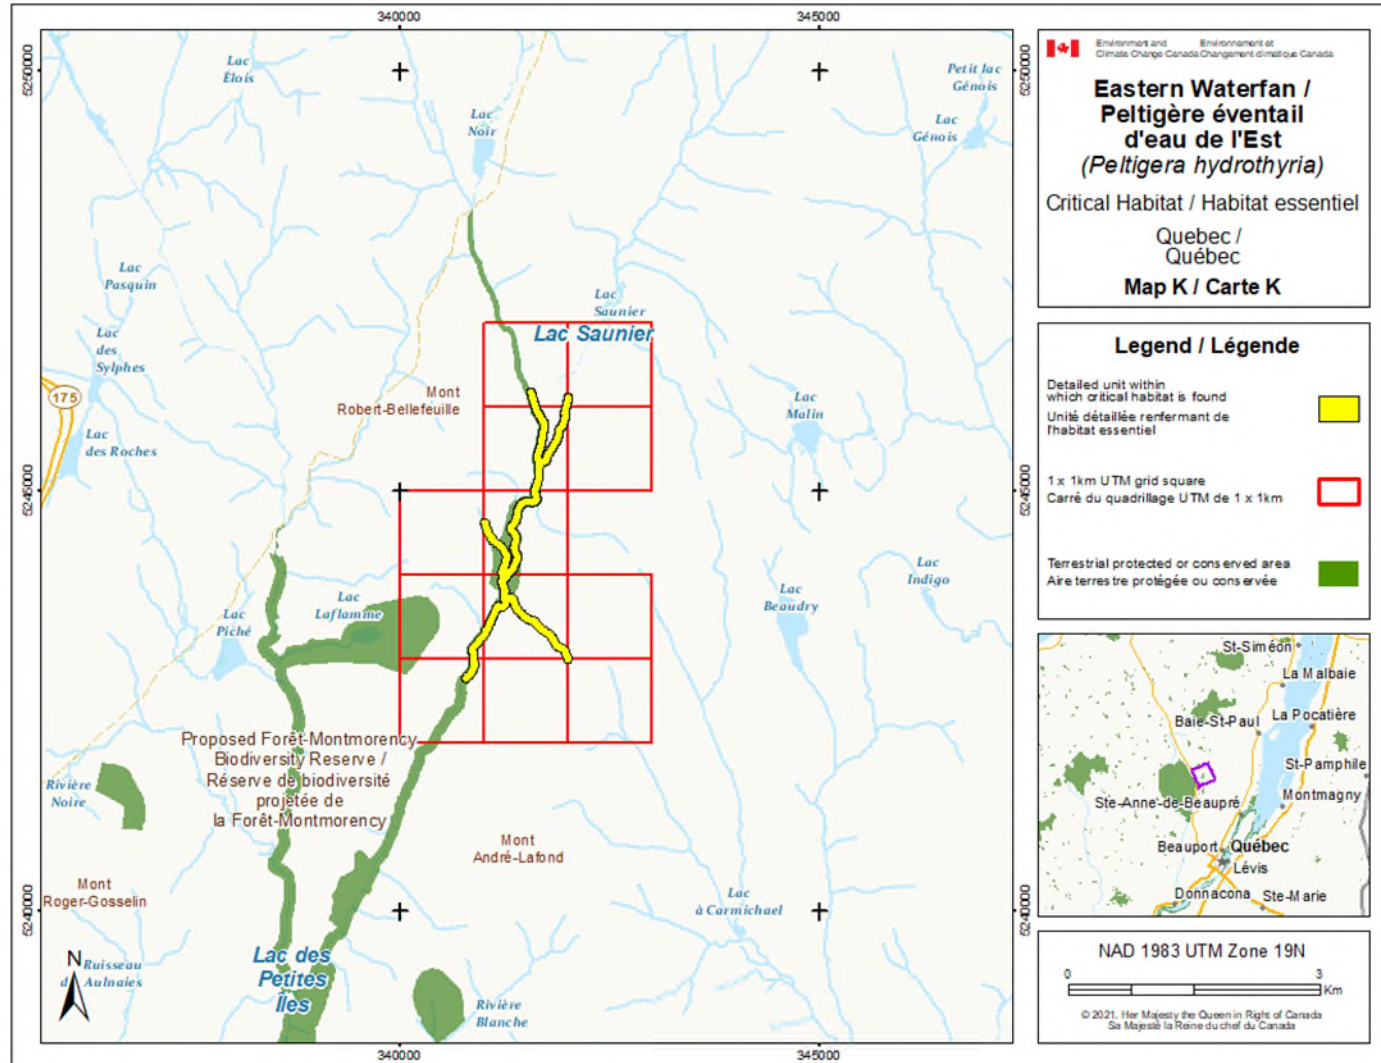 340000
345000
5250000
5250000
5245000
5245000
5240000
5240000
340000
345000
Lac
Élois
Lac
Noir
Petit lac
Génois
Lac
Génois
Lac
Pasquin
Lac
Saunier
Lac Saunier
Lac
des
Sylphes
175
Mont
Robert-Bellefeuille
Lac
Malin
Lac
des Roches
Lac
Indigo
Lac
Laflamme
Lac
Beaudry
Lac
Piché
Proposed Forêt-Montmorency
Biodiversity Reserve /
Réserve de biodiversité
projetée de
la Forêt-Montmorency
Rivière
Noire
Mont
André-Lafond
Mont
Roger-Gosselin
Lac
à Carmichael
Lac des
Petites
Îles
N
Ruisseau
d'Aulnaies
Rivière
Blanche
Environment and
Climate Change Canada
Environnement et
Changement climatique Canada
Eastern Waterfan /
Peltigère éventail
d'eau de l'Est
(Peltigera hydrothyria)
Critical Habitat / Habitat essentiel
Quebec /
Québec
Map K / Carte K
Legend / Légende
Detailed unit within
which critical habitat is found
Unité détaillée renfermant de
l'habitat essentiel
1 x 1km UTM grid square
Carré du quadrillage UTM de 1 x 1km
Terrestrial protected or conserved area
Aire terrestre protégée ou conservée
St-Siméon
La Malbaie
Baie-St-Paul
La Pocatière
St-Pamphile
Ste-Anne-de-Beaupré
Montmagny
Beauport
Québec
Lévis
Donnacona
Ste-Marie
NAD 1983 UTM Zone 19N
0
3
Km
© 2021. Her Majesty the Queen in Right of Canada
Sa Majesté la Reine du chef du Canada